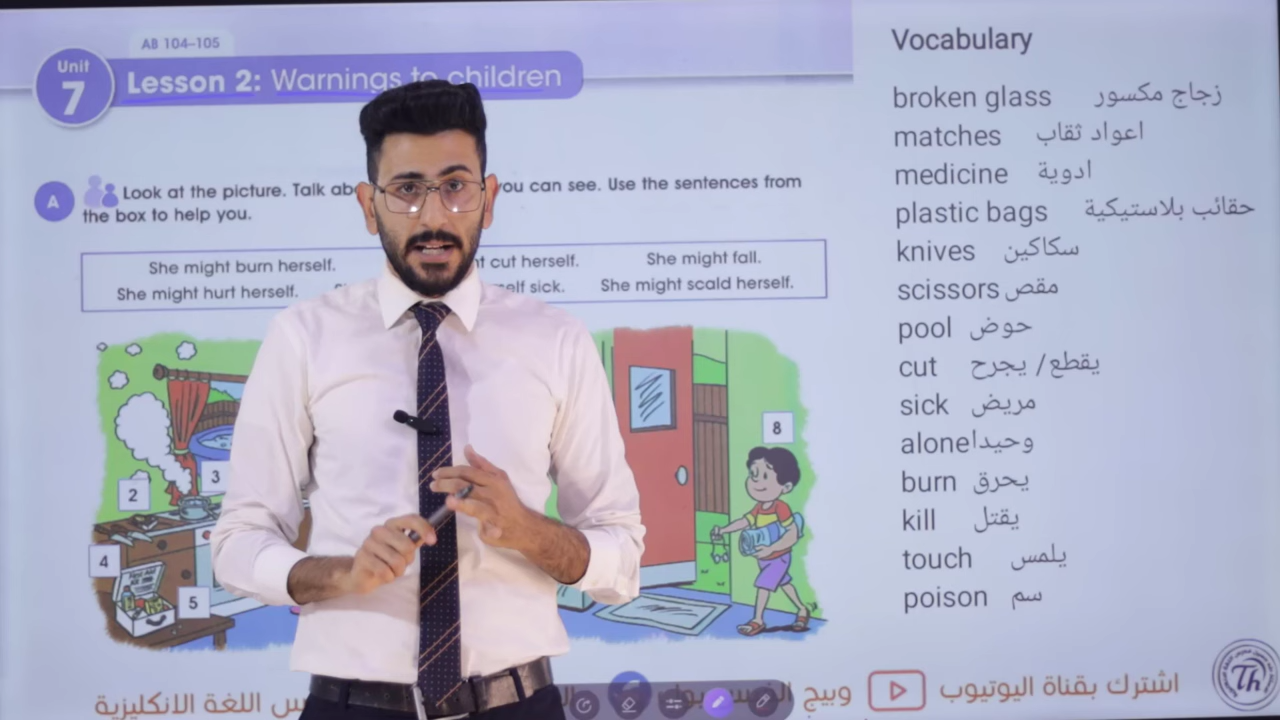 AB 104–105
Unit 7
Lesson 2: Warnings to children
A
Look at the picture. Talk you can see. Use the sentences from
the box to help you.
She might burn herself. cut herself. She might fall.
She might hurt herself. sick. She might scald herself.
8
3
2
4
First Aid
5
Vocabulary
broken glass زجاج مكسور
matches اعواد ثقاب
medicine ادوية
plastic bags حقائب بلاستيكية
knives سكاكين
scissors مقص
pool حوض
cut يقطع/ يجرح
sick مريض
alone وحيدا
burn يحرق
kill يقتل
touch يلمس
poison سم
اشترك بقناة اليوتيوب وبيج اللغة الانكليزية
Th